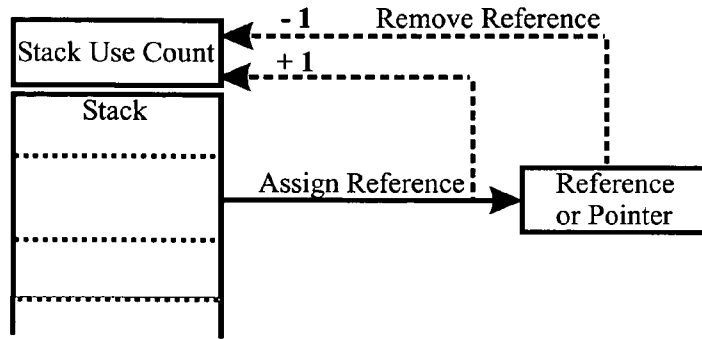 - 1 Remove Reference
Stack Use Count
+ 1
Stack
Assign Reference
Reference
or Pointer